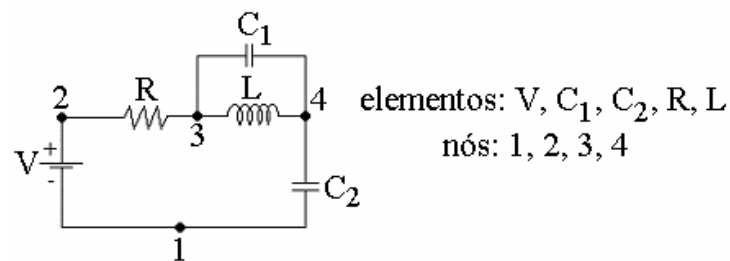 C1
2
R
L
4
3
V
+
-
C2
1
elementos: V, C1, C2, R, L
nós: 1, 2, 3, 4